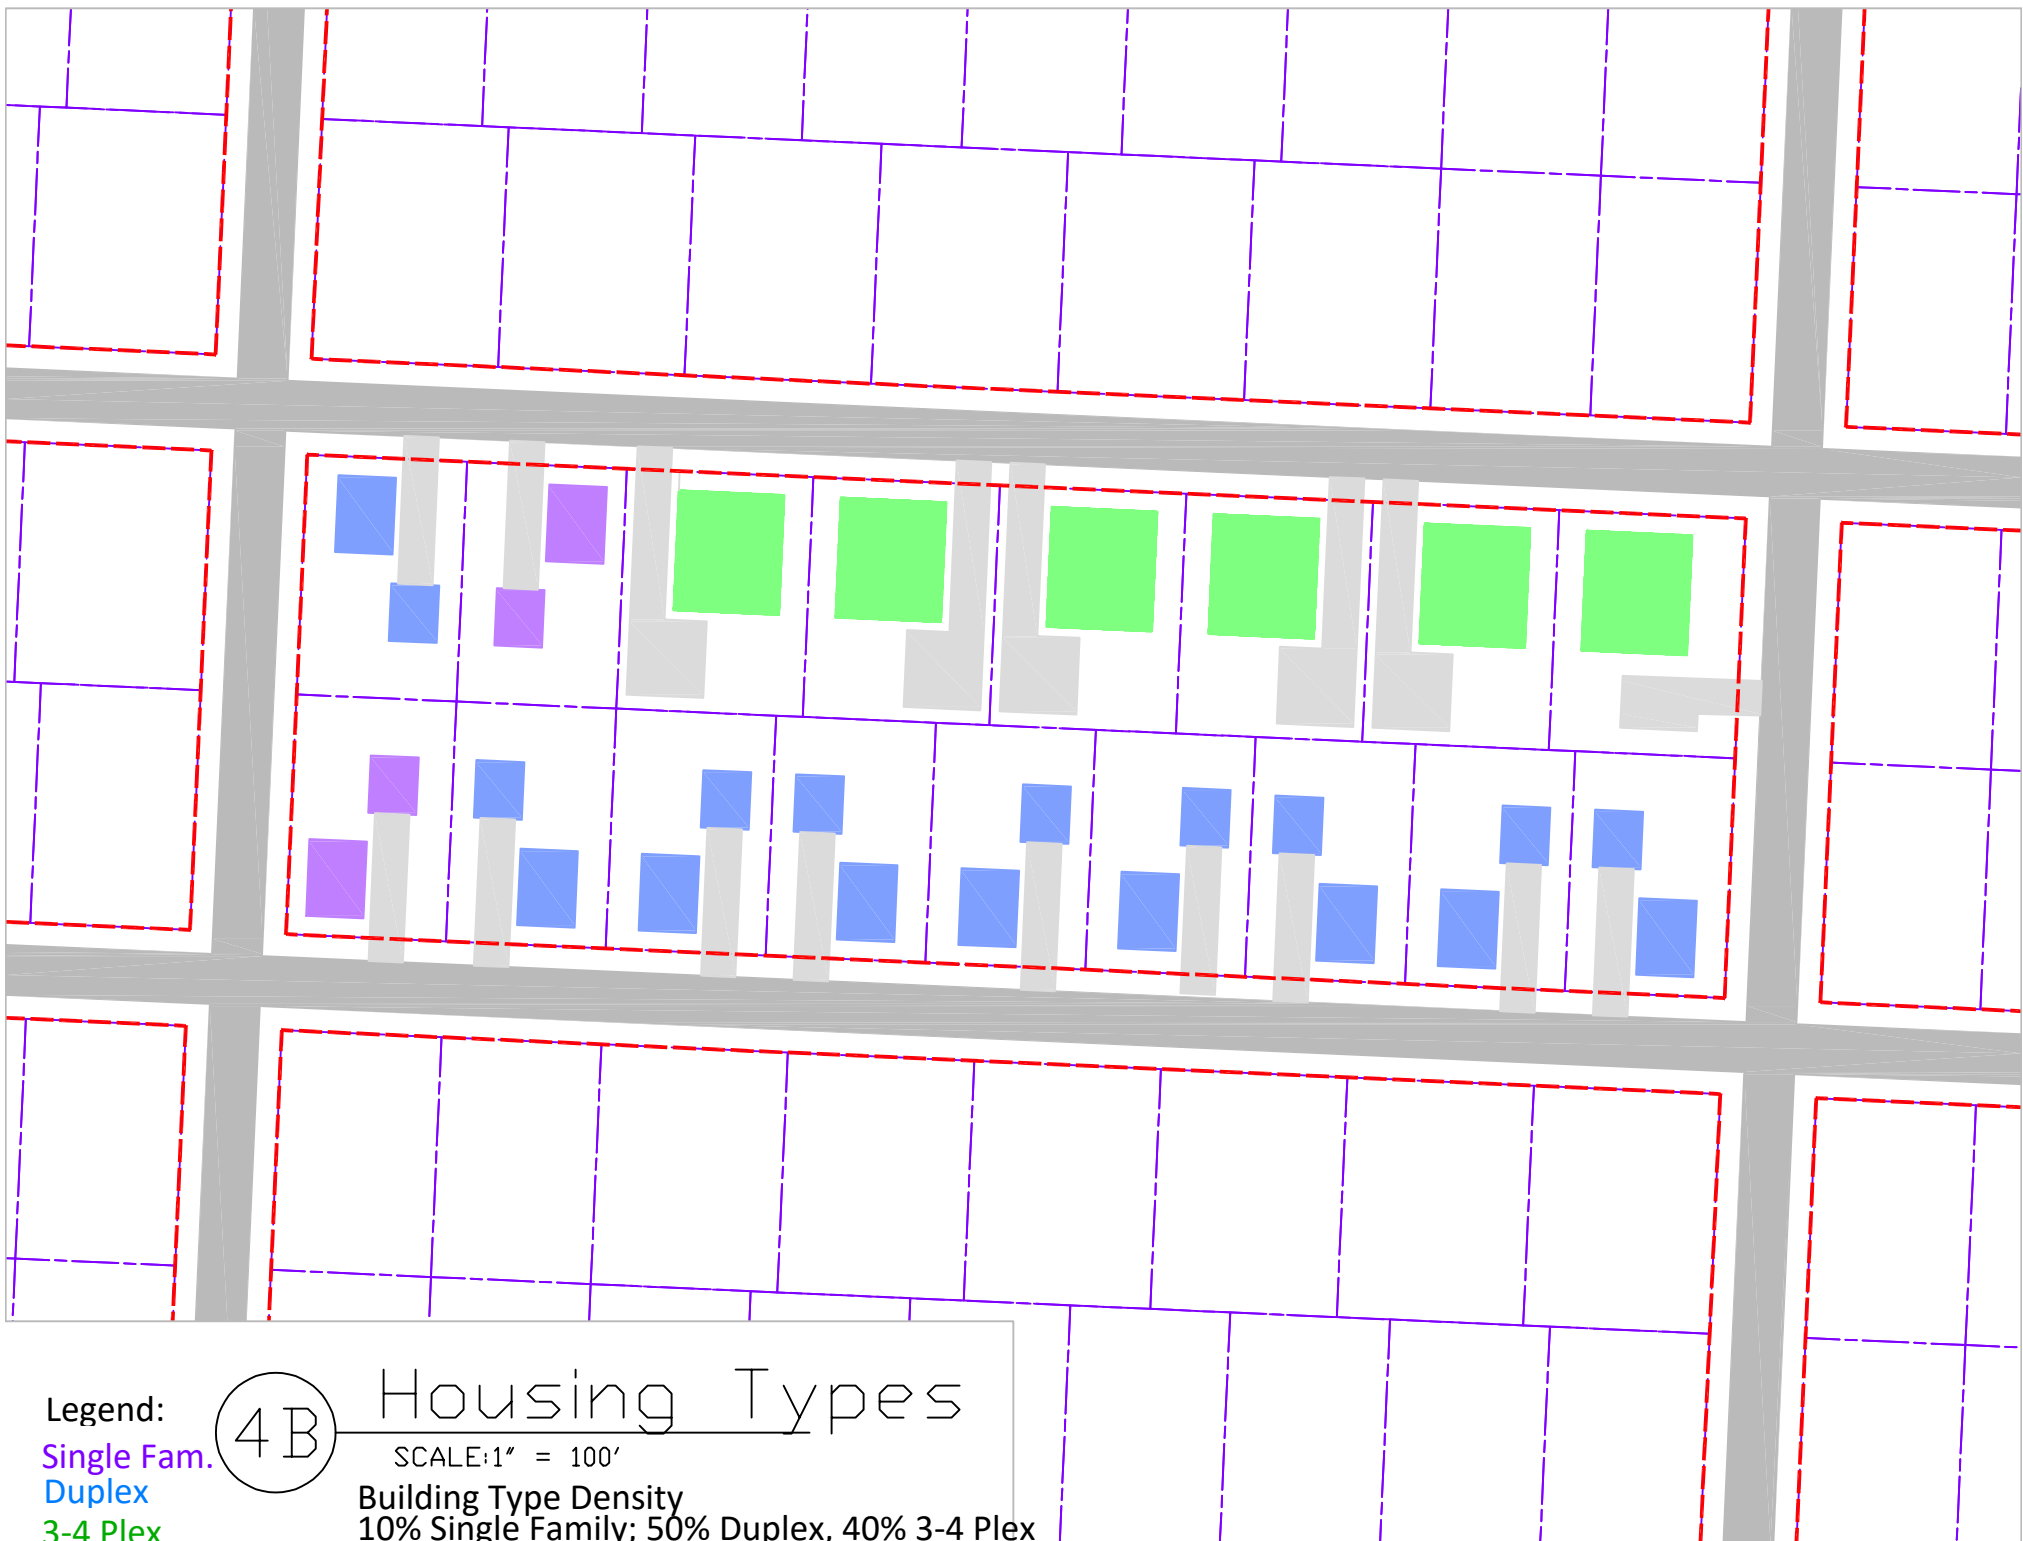 Housing Types
4B
SCALE:1" = 100'
Legend:
Single Fam.
Duplex
3-4 Plex
Building Type Density
10% Single Family; 50% Duplex, 40% 3-4 Plex